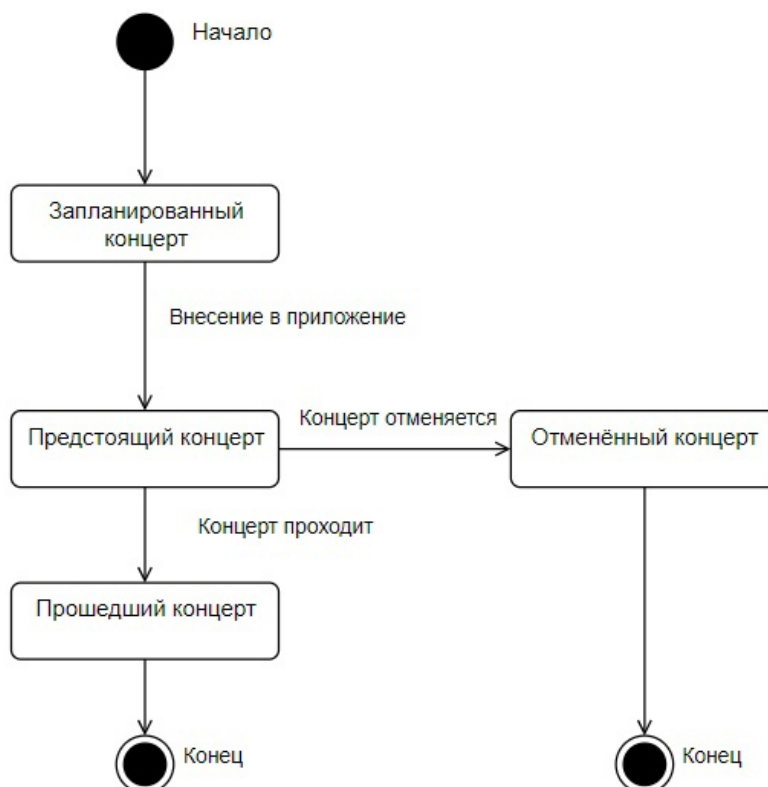 Начало
Запланированный
концерт
Внесение в приложение
Предстоящий концерт
Концерт отменяется
Отменённый концерт
Концерт проходит
Прошедший концерт
Конец
Конец